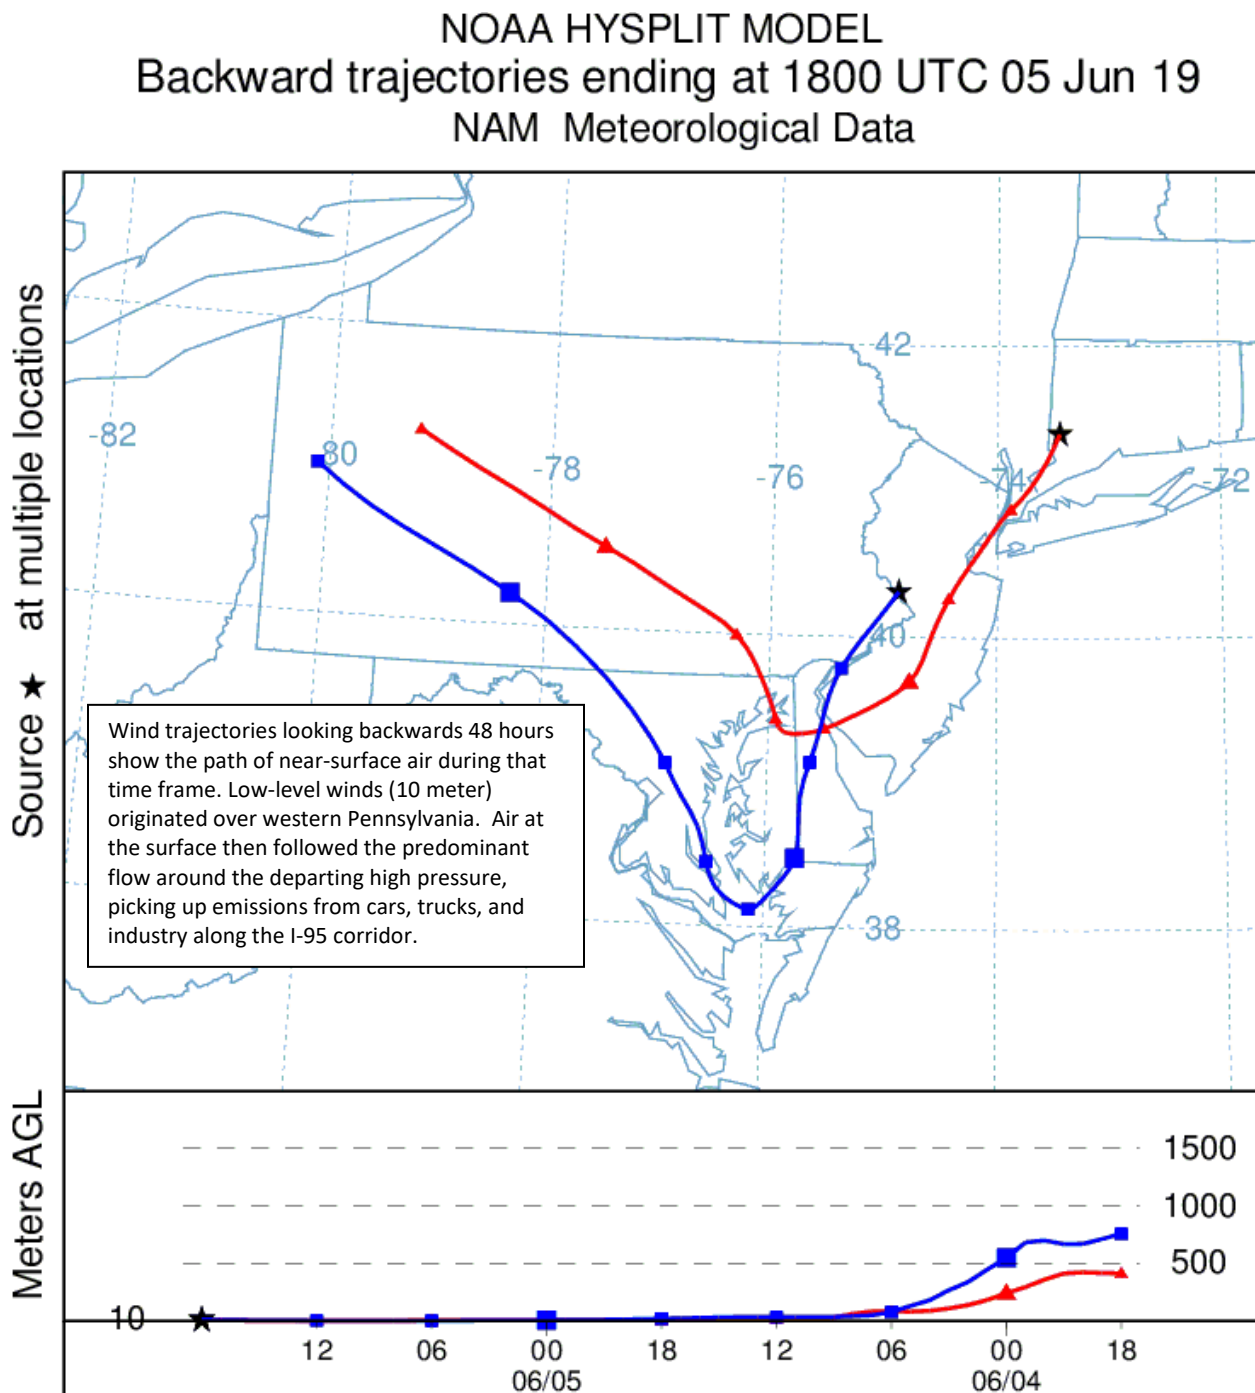 NOAA HYSPLIT MODEL
Backward trajectories ending at 1800 UTC 05 Jun 19
NAM Meteorological Data
Source ★ at multiple locations
42
-82
80
-78
-76
-74
-72
40
38
Wind trajectories looking backwards 48 hours
show the path of near-surface air during that
time frame. Low-level winds (10 meter)
originated over western Pennsylvania. Air at
the surface then followed the predominant
flow around the departing high pressure,
picking up emissions from cars, trucks, and
industry along the I-95 corridor.
Meters AGL
1500
1000
500
10
12 06 00 18 12 06 00 18
06/05 06/04